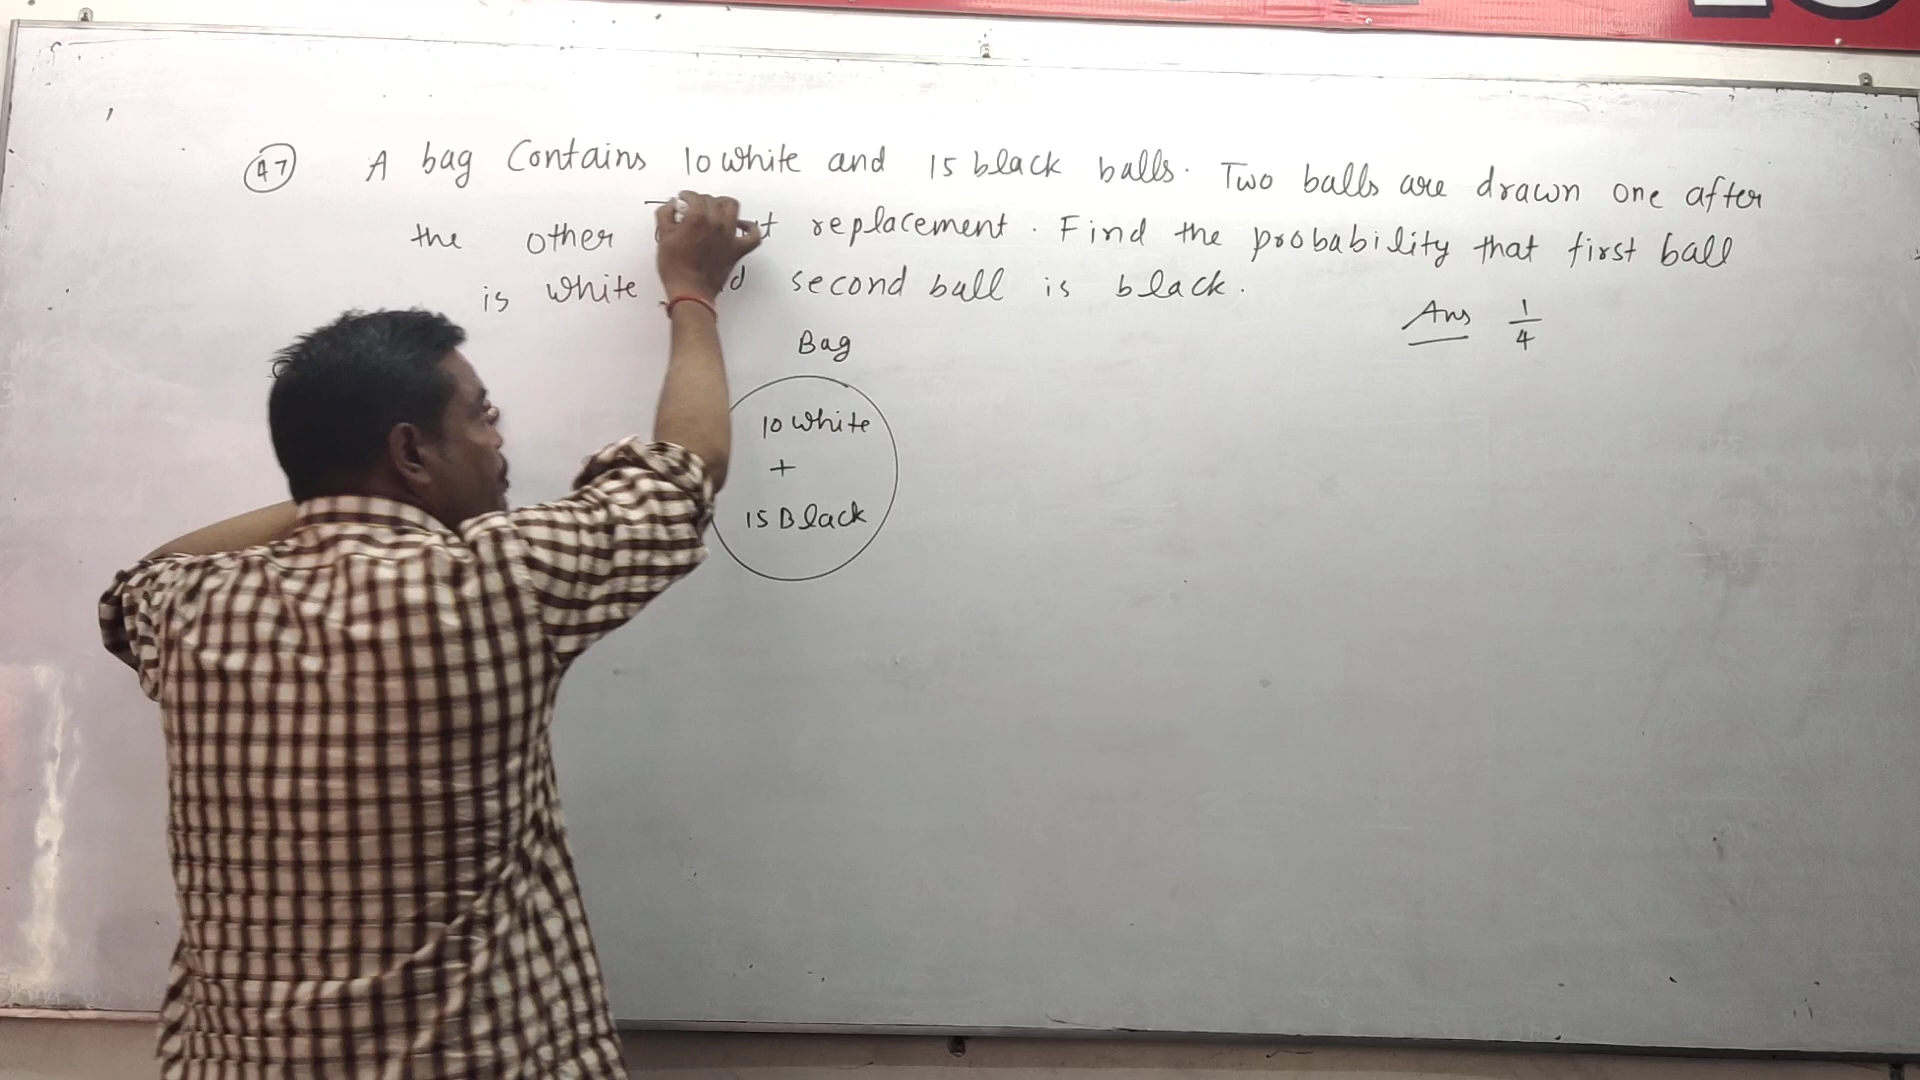 47 A bag Contains 10 white and 15 black balls. Two balls are drawn one after
the other replacement. Find the probability that first ball
is white second ball is black.
Ans 1/4
Bag
10 white
+
15 Black